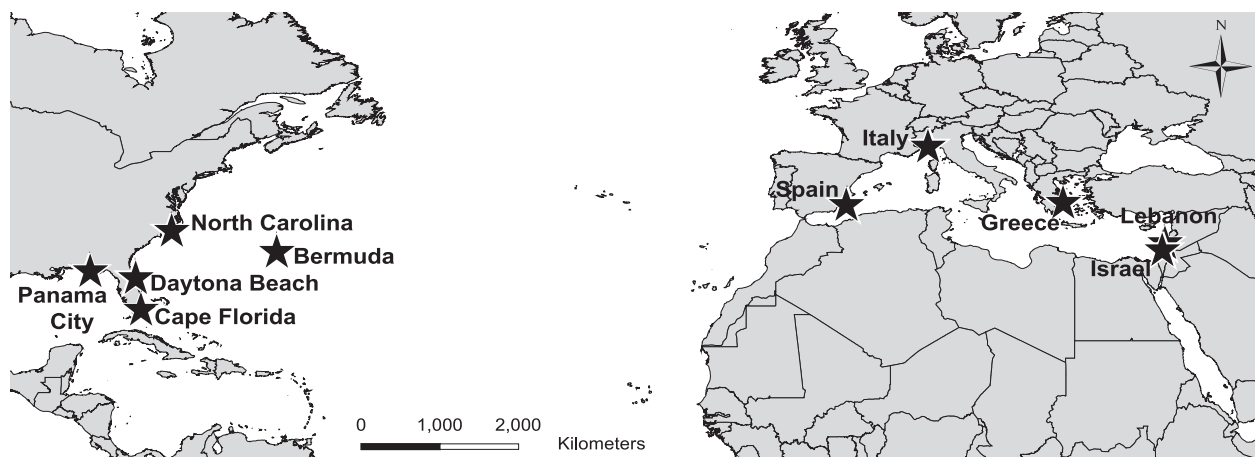 N
Italy
Spain
Greece
Lebanon
Israel
North Carolina
Bermuda
Daytona Beach
Panama
City
Cape Florida
0 1,000 2,000
Kilometers